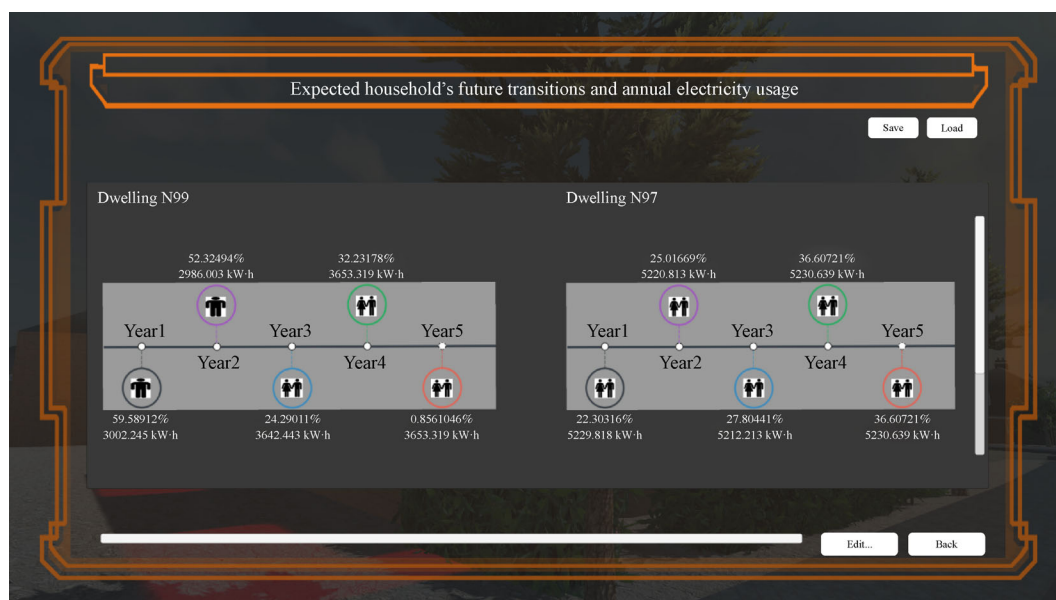 Expected household's future transitions and annual electricity usage
Save
Load
Dwelling N99
52.32494%
2986.003 kW·h
32.23178%
3653.319 kW·h
Year1
Year3
Year5
Year2
Year4
59.58912%
3002.245 kW·h
24.29011%
3642.443 kW·h
0.8561046%
3653.319 kW·h
Dwelling N97
25.01669%
5220.813 kW·h
36.60721%
5230.639 kW·h
Year1
Year3
Year5
Year2
Year4
22.30316%
5229.818 kW·h
27.80441%
5212.213 kW·h
36.60721%
5230.639 kW·h
Edit...
Back